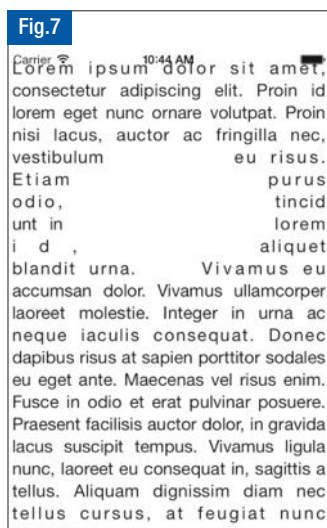 Fig.7
Carrier 10:44 AM
Lorem ipsum dolor sit amet,
consectetur adipiscing elit. Proin id
lorem eget nunc ornare volutpat. Proin
nisi lacus, auctor ac fringilla nec,
vestibulum eu risus.
Etiam purus
odio, tincid
unt in lorem
id, aliquet
blandit urna. Vivamus eu
accumsan dolor. Vivamus ullamcorper
laoreet molestie. Integer in urna ac
neque iaculis consequat. Donec
dapibus risus at sapien porttitor sodales
eu eget ante. Maecenas vel risus enim.
Fusce in odio et erat pulvinar posuere.
Praesent facilisis auctor dolor, in gravida
lacus suscipit tempus. Vivamus ligula
nunc, laoreet eu consequat in, sagittis a
tellus. Aliquam dignissim diam nec
tellus cursus, at feugiat nunc